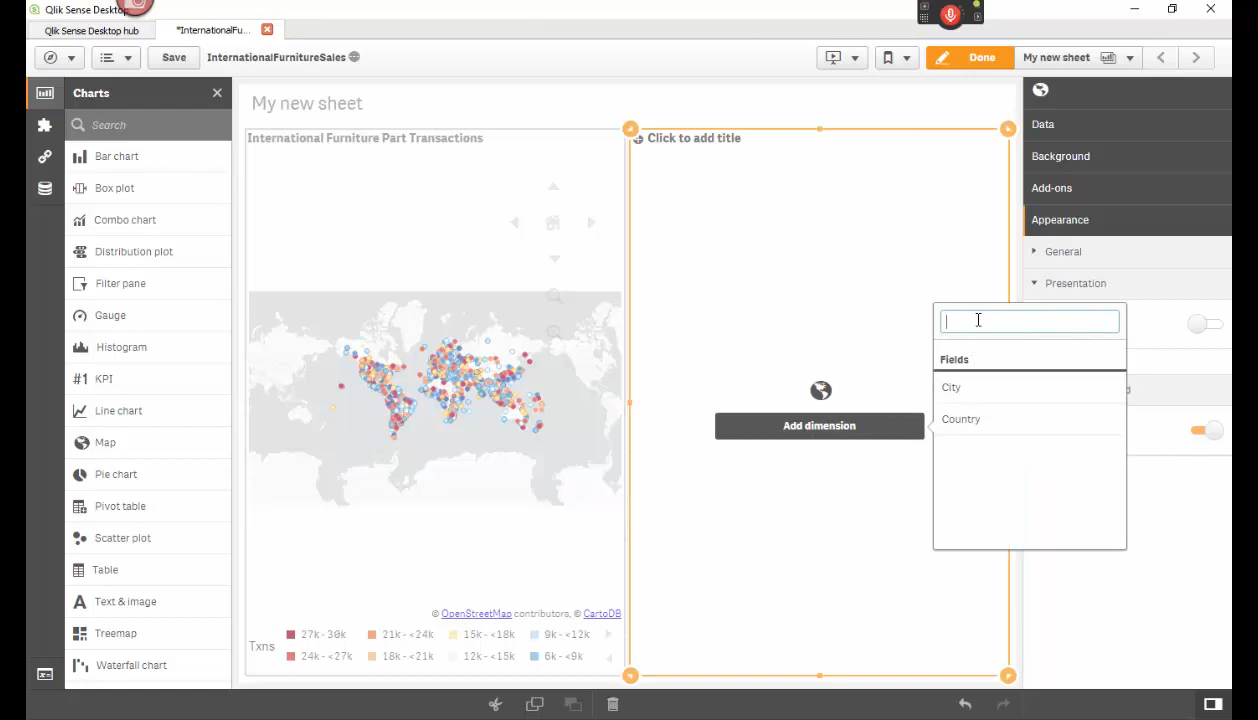 Qlik Sense Desktop
Qlik Sense Desktop hub
*InternationalFu...
Save
InternationalFurnitureSales
Done
My new sheet
Charts
Search
Bar chart
Box plot
Combo chart
Distribution plot
Filter pane
Gauge
Histogram
#1 KPI
Line chart
Map
Pie chart
Pivot table
Scatter plot
Table
A Text & image
Treemap
Waterfall chart
My new sheet
International Furniture Part Transactions
© OpenStreetMap contributors, © CartoDB
Txns
27k-30k
21k-<24k
15k-<18k
9k-<12k
24k-<27k
18k-<21k
12k-<15k
6k-<9k
Click to add title
Add dimension
Fields
City
Country
Data
Background
Add-ons
Appearance
General
Presentation